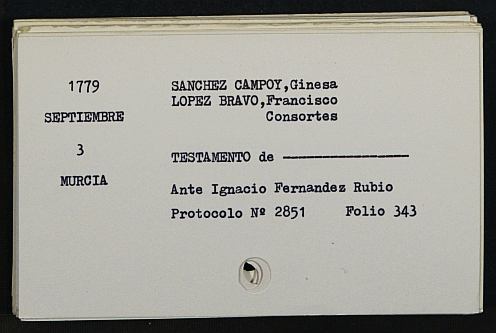 1779
SEPTIEMBRE
3
MURCIA
SANCHEZ CAMPOY,Ginesa
LOPEZ BRAVO,Francisco
Consortes
TESTAMENTO de ----------------
Ante Ignacio Fernandez Rubio
Protocolo Nº 2851 Folio 343